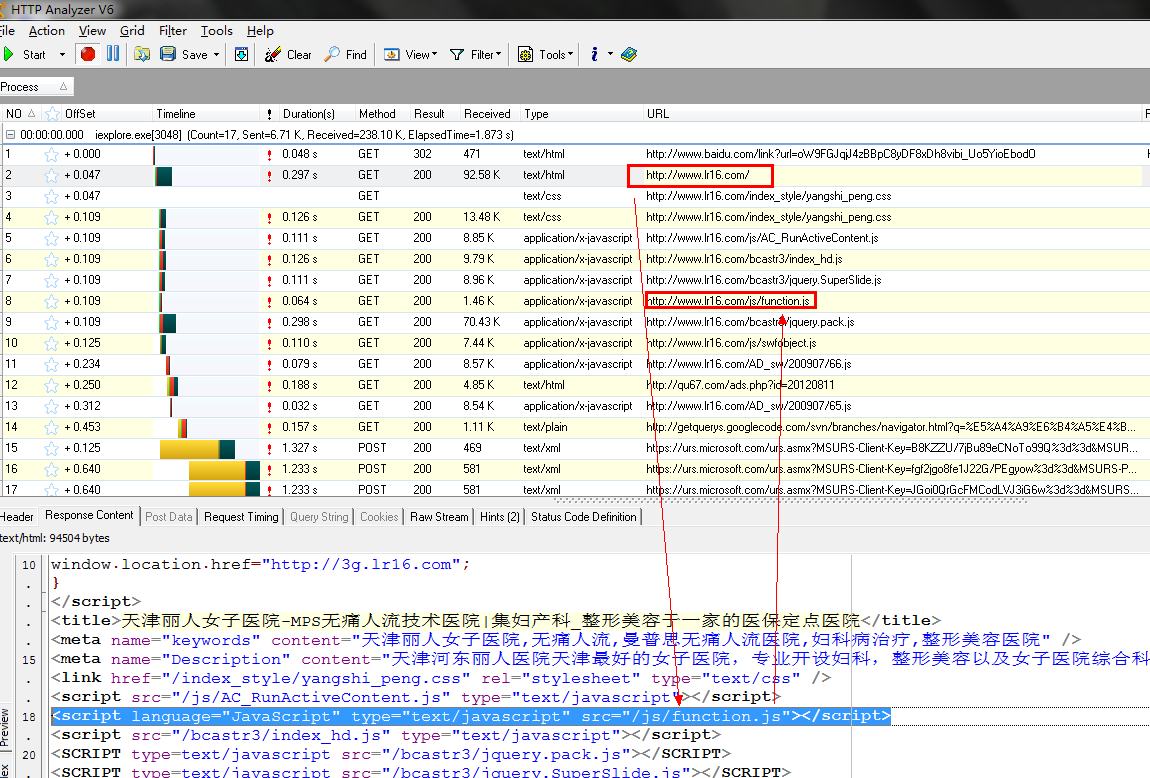 HTTP Analyzer V6
File Action View Grid Filter Tools Help
Start Save Clear Find View Filter Tools
Process
NO OffSet Timeline ! Duration(s) Method Result Received Type URL
00:00:00.000 iexplore.exe[3048] (Count=17, Sent=6.71 K, Received=238.10 K, ElapsedTime=1.873 s)
1 + 0.000 ! 0.048 s GET 302 471 text/html http://www.baidu.com/link?url=oW9FGJqjJ4zBBpC8yDF8xDh8vibi_Uo5YioEbodO
2 + 0.047 ! 0.297 s GET 200 92.58 K text/html http://www.lr16.com/
3 + 0.047 GET text/css http://www.lr16.com/index_style/yangshi_peng.css
4 + 0.109 ! 0.126 s GET 200 13.48 K text/css http://www.lr16.com/index_style/yangshi_peng.css
5 + 0.109 ! 0.111 s GET 200 8.85 K application/x-javascript http://www.lr16.com/js/AC_RunActiveContent.js
6 + 0.109 ! 0.126 s GET 200 9.79 K application/x-javascript http://www.lr16.com/bcastr3/index_hd.js
7 + 0.109 ! 0.111 s GET 200 8.96 K application/x-javascript http://www.lr16.com/bcastr3/jquery.SuperSlide.js
8 + 0.109 ! 0.064 s GET 200 1.46 K application/x-javascript http://www.lr16.com/js/function.js
9 + 0.109 ! 0.298 s GET 200 70.43 K application/x-javascript http://www.lr16.com/bcastr3/jquery.pack.js
10 + 0.125 ! 0.110 s GET 200 7.44 K application/x-javascript http://www.lr16.com/js/swfobject.js
11 + 0.234 ! 0.079 s GET 200 8.57 K application/x-javascript http://www.lr16.com/AD_sw/200907/66.js
12 + 0.250 ! 0.188 s GET 200 4.85 K text/html http://qu67.com/ads.php?id=20120811
13 + 0.312 ! 0.032 s GET 200 8.54 K application/x-javascript http://www.lr16.com/AD_sw/200907/65.js
14 + 0.453 ! 0.157 s GET 200 1.11 K text/plain http://getquerys.googlecode.com/svn/branches/navigator.html?q=%E5%A4%A9%E6%B4%A5%E4%B...
15 + 0.125 ! 1.327 s POST 200 469 text/xml https://urs.microsoft.com/urs.asmx?MSURS-Client-Key=B8KZZU/7jBu89eCNoTo99Q%3d%3d&MSUR...
16 + 0.640 ! 1.233 s POST 200 581 text/xml https://urs.microsoft.com/urs.asmx?MSURS-Client-Key=fgf2jgo8fe1J22G/PEgyow%3d%3d&MSURS-P...
17 + 0.640 ! 1.233 s POST 200 581 text/xml https://urs.microsoft.com/urs.asmx?MSURS-Client-Key=JGoi0QrGcFMCodLVJ3iG6w%3d%3d&MSURS...
Header Response Content Post Data Request Timing Query String Cookies Raw Stream Hints (2) Status Code Definition
text/html: 94504 bytes
10 window.location.href="http://3g.lr16.com";
}
</script>
<title>天津丽人女子医院-MPS无痛人流技术医院|集妇产科_整形美容于一家的医保定点医院</title>
<meta name="keywords" content="天津丽人女子医院,无痛人流,曼普思无痛人流医院,妇科病治疗,整形美容医院" />
15 <meta name="Description" content="天津河东丽人医院天津最好的女子医院，专业开设妇科，整形美容以及女子医院综合科
<link href="/index_style/yangshi_peng.css" rel="stylesheet" type="text/css" />
<script src="/js/AC_RunActiveContent.js" type="text/javascript"></script>
18 <script language="JavaScript" type="text/javascript" src="/js/function.js"></script>
<script src="/bcastr3/index_hd.js" type="text/javascript"></script>
20 <SCRIPT type=text/javascript src="/bcastr3/jquery.pack.js"></SCRIPT>
<SCRIPT type=text/javascript src="/bcastr3/jquery.SuperSlide.js"></SCRIPT>
Preview